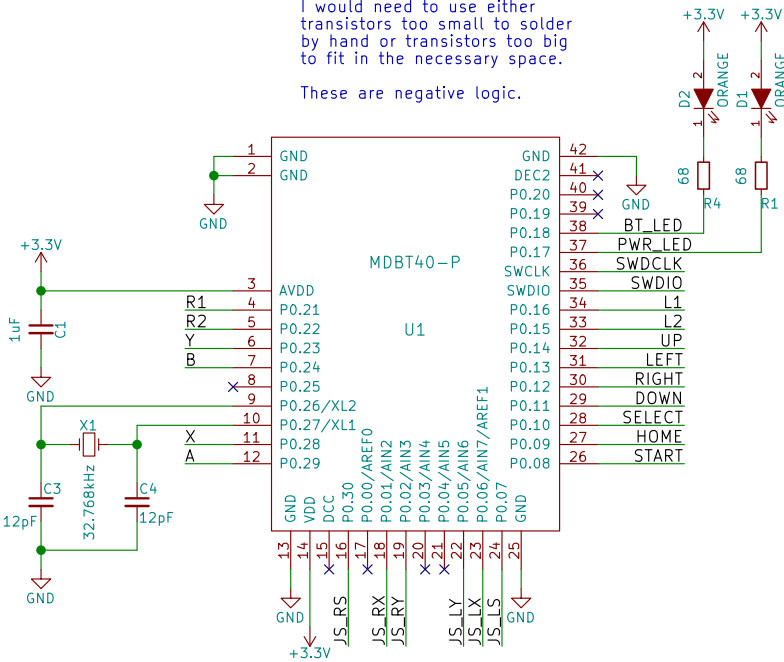 I would need to use either
transistors too small to solder
by hand or transistors too big
to fit in the necessary space.
These are negative logic.
+3.3V
+3.3V
2
D2
ORANGE
1
2
D1
ORANGE
1
68
R4
68
R1
MDBT40-P
U1
1 GND
2 GND
GND
+3.3V
3 AVDD
R1 4 P0.21
R2 5 P0.22
Y 6 P0.23
B 7 P0.24
8 P0.25
9 P0.26/XL2
10 P0.27/XL1
X 11 P0.28
A 12 P0.29
1uF
C1
GND
X1
32.768kHz
C3
12pF
C4
12pF
GND
GND 42
DEC2 41
P0.20 40
P0.19 39
P0.18 38 BT_LED
P0.17 37 PWR_LED
SWCLK 36 SWDCLK
SWDIO 35 SWDIO
P0.16 34 L1
P0.15 33 L2
P0.14 32 UP
P0.13 31 LEFT
P0.12 30 RIGHT
P0.11 29 DOWN
P0.10 28 SELECT
P0.09 27 HOME
P0.08 26 START
GND
GND 13
VDD 14
DCC 15
P0.30 16 JS_RS
P0.00/AREF0 17
P0.01/AIN2 18 JS_RX
P0.02/AIN3 19 JS_RY
P0.03/AIN4 20
P0.04/AIN5 21
P0.05/AIN6 22 JS_LY
P0.06/AIN7/AREF1 23 JS_LX
P0.07 24 JS_LS
GND 25
GND
+3.3V
GND